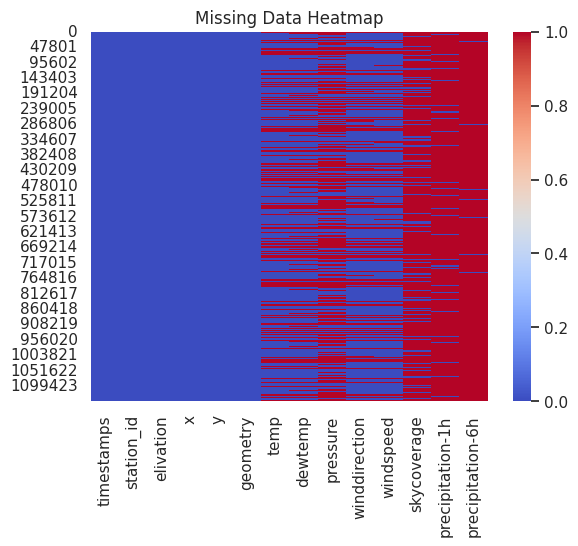 Missing Data Heatmap
0
47801
95602
143403
191204
239005
286806
334607
382408
430209
478010
525811
573612
621413
669214
717015
764816
812617
860418
908219
956020
1003821
1051622
1099423
timestamps
station_id
elivation
x
y
geometry
temp
dewtemp
pressure
winddirection
windspeed
skycoverage
precipitation-1h
precipitation-6h
1.0
0.8
0.6
0.4
0.2
0.0